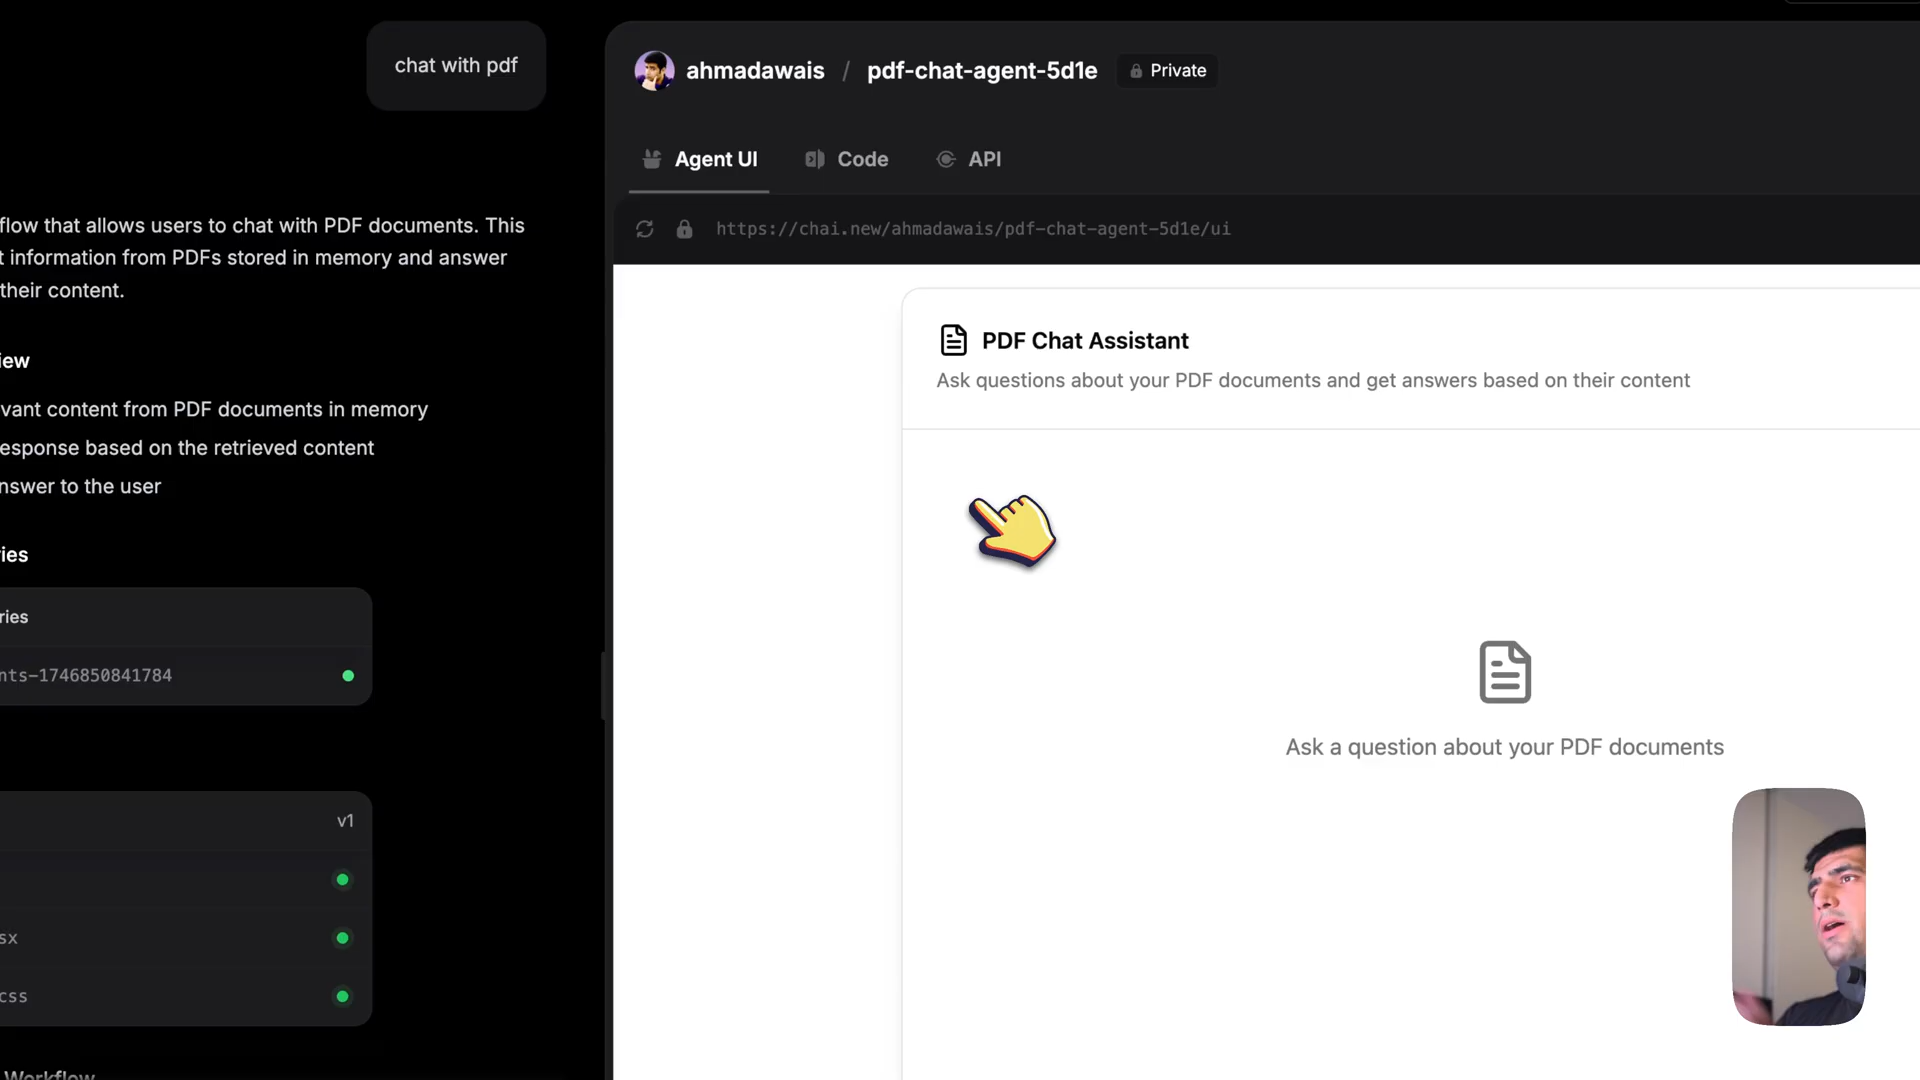 chat with pdf
flow that allows users to chat with PDF documents. This
t information from PDFs stored in memory and answer
their content.
iew
vant content from PDF documents in memory
esponse based on the retrieved content
nswer to the user
ies
ries
nts-1746850841784
v1
sx
css
Workflow
ahmadawais / pdf-chat-agent-5d1e Private
Agent UI Code API
https://chai.new/ahmadawais/pdf-chat-agent-5d1e/ui
PDF Chat Assistant
Ask questions about your PDF documents and get answers based on their content
Ask a question about your PDF documents